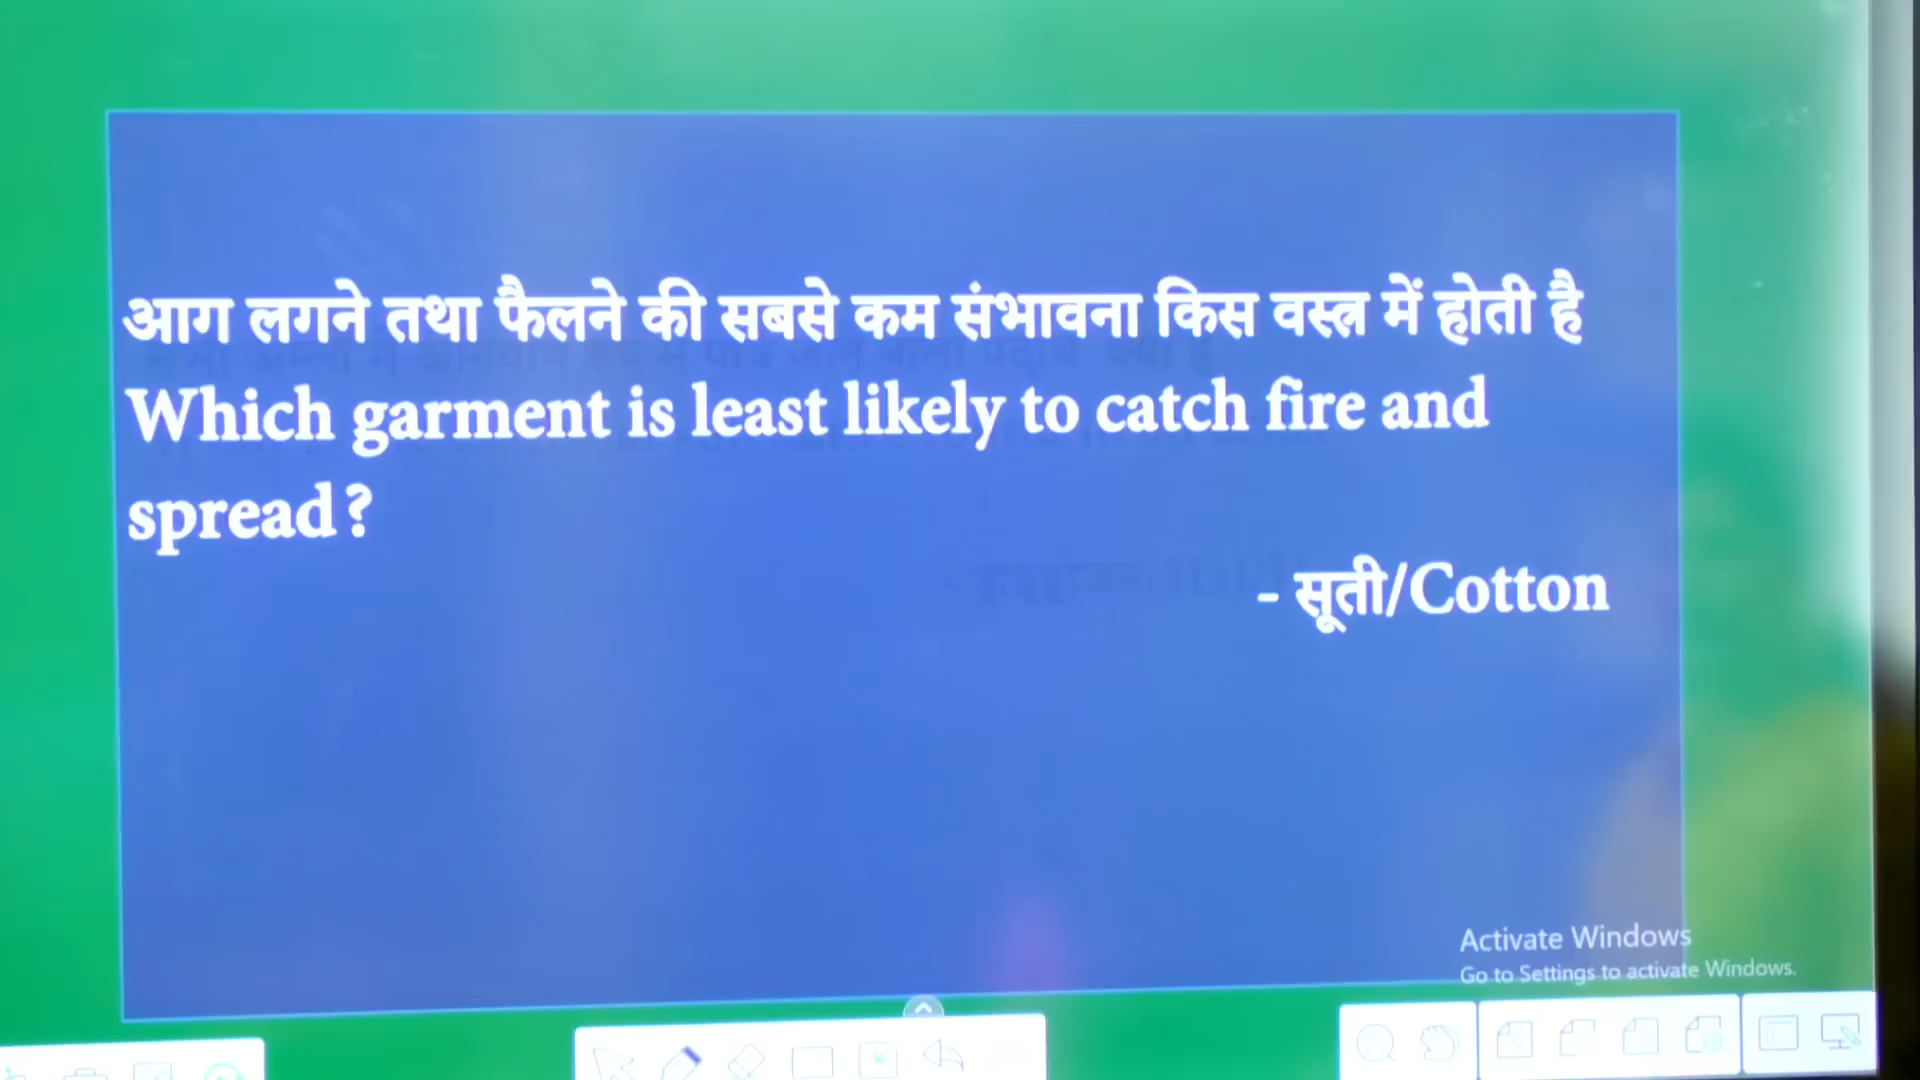 आग लगने तथा फैलने की सबसे कम संभावना किस वस्त्र में होती है
Which garment is least likely to catch fire and
spread?
- सूती/Cotton
Activate Windows
Go to Settings to activate Windows.